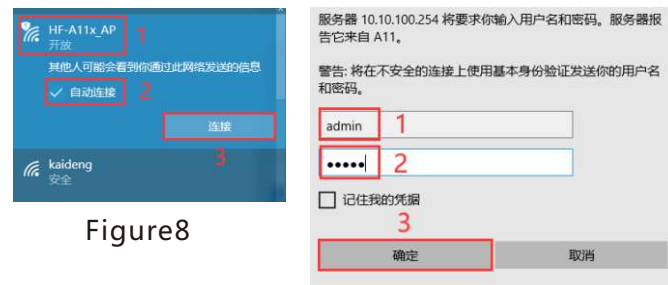 HF-A11x_AP
开放
1
其他人可能会看到你通过此网络发送的信息
自动连接
2
连接
3
kaideng
安全
Figure8
服务器 10.10.100.254 将要求你输入用户名和密码。服务器报
告它来自 A11。
警告: 将在不安全的连接上使用基本身份验证发送你的用户名
和密码。
admin
1
•••••
2
记住我的凭据
3
确定
取消